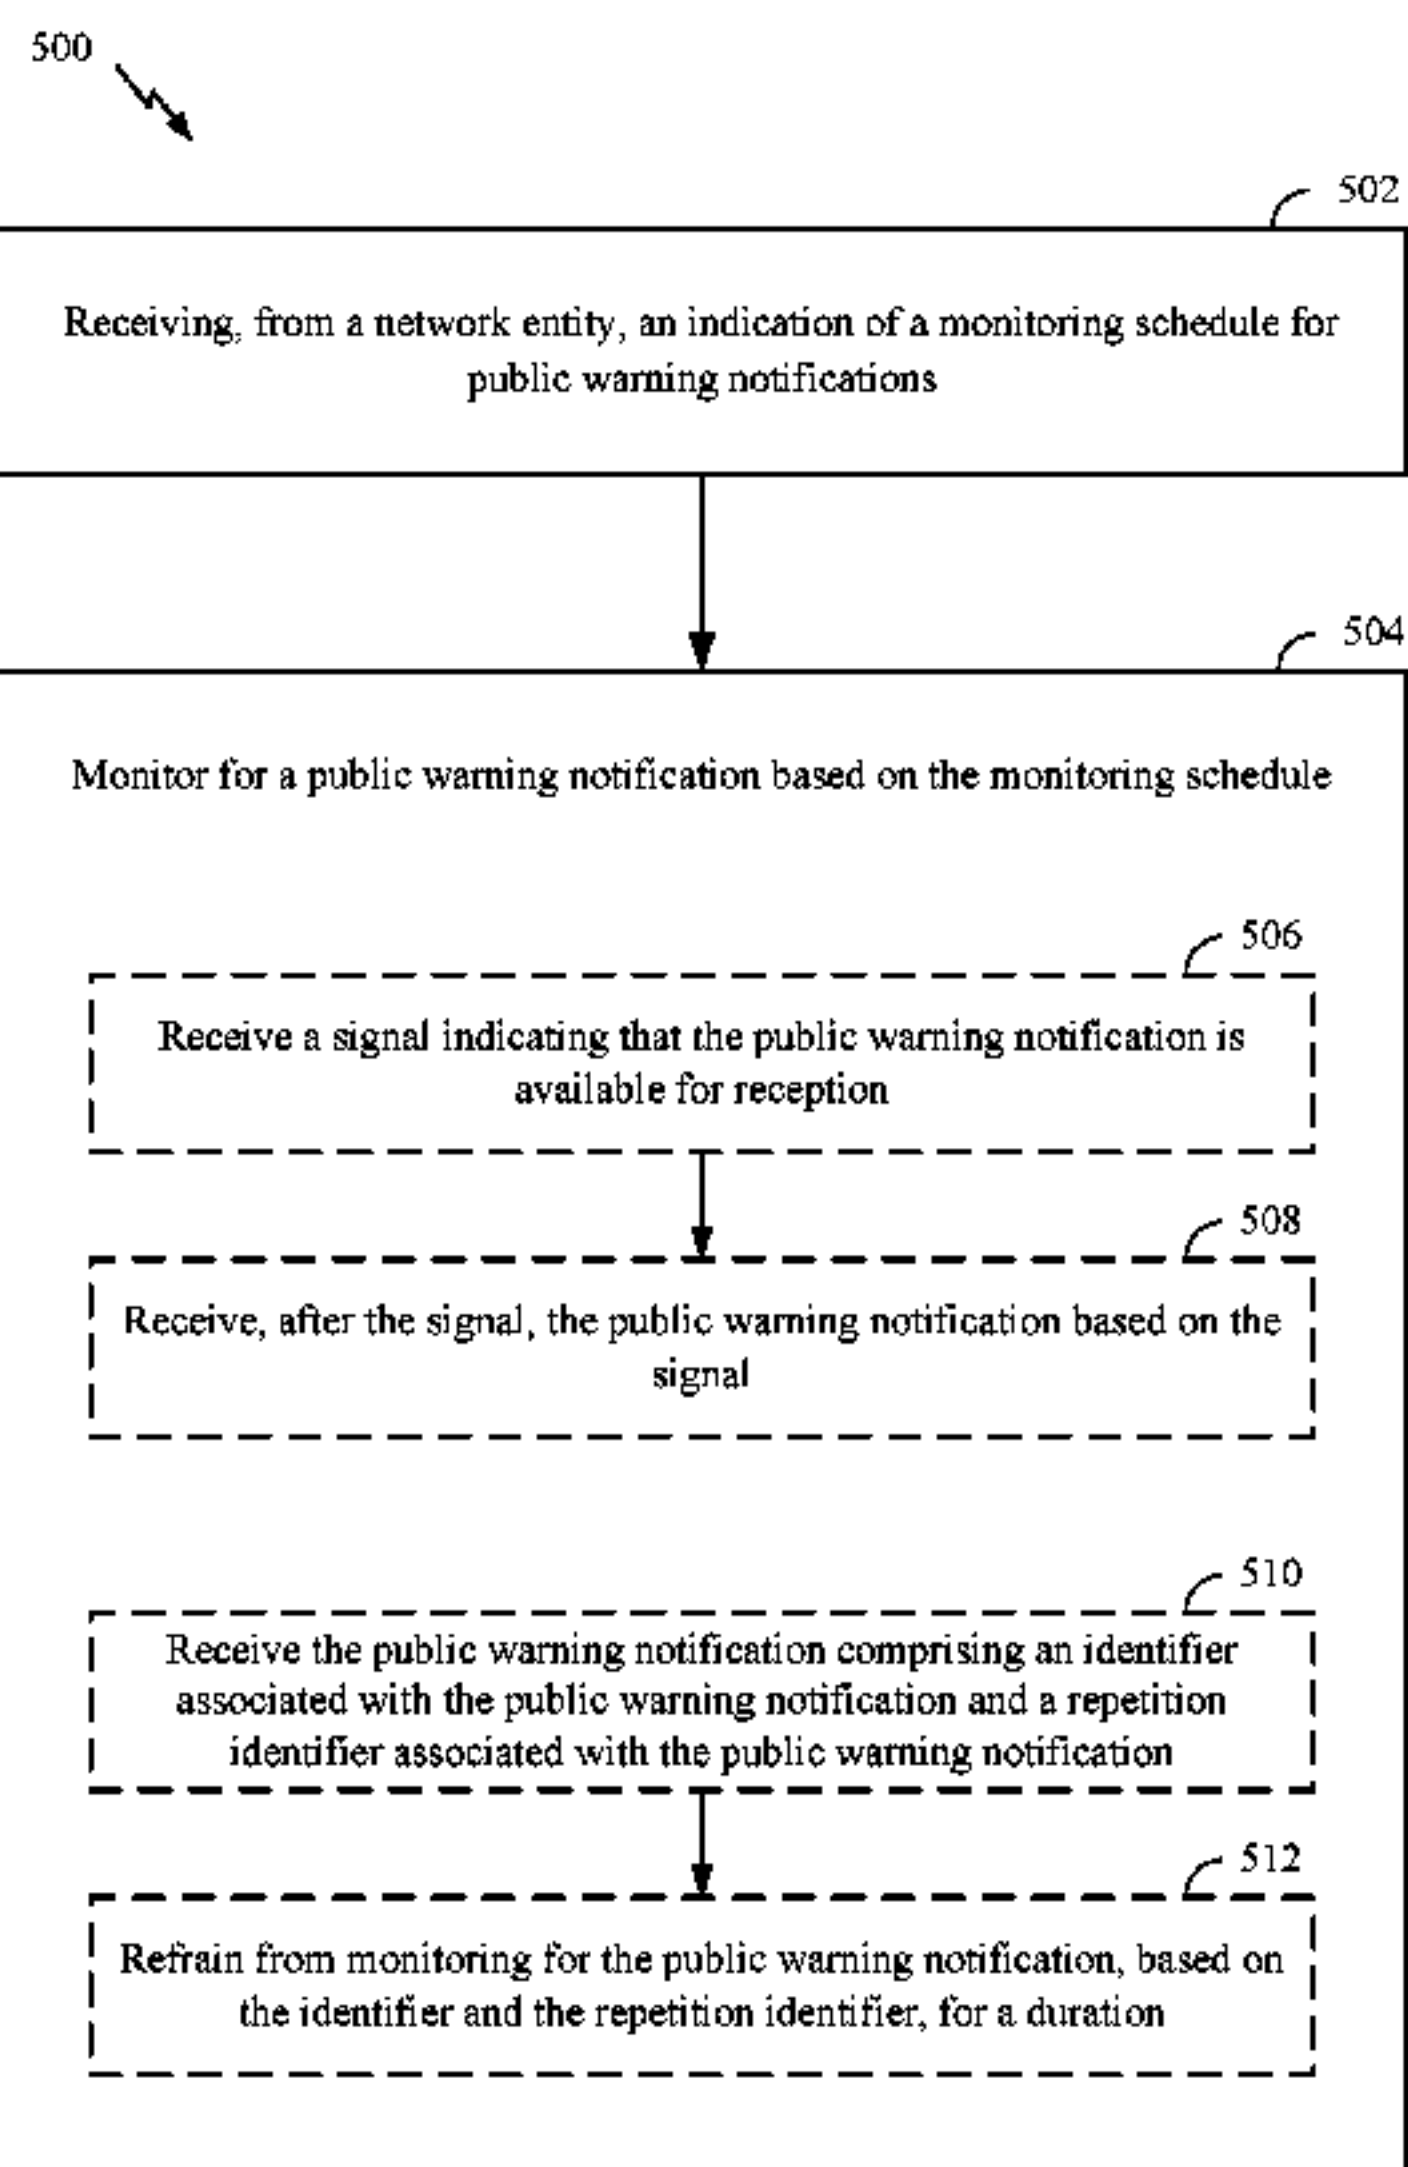 500
502
Receiving, from a network entity, an indication of a monitoring schedule for
public warning notifications
504
Monitor for a public warning notification based on the monitoring schedule
506
Receive a signal indicating that the public warning notification is
available for reception
508
Receive, after the signal, the public warning notification based on the
signal
510
Receive the public warning notification comprising an identifier
associated with the public warning notification and a repetition
identifier associated with the public warning notification
512
Refrain from monitoring for the public warning notification, based on
the identifier and the repetition identifier, for a duration